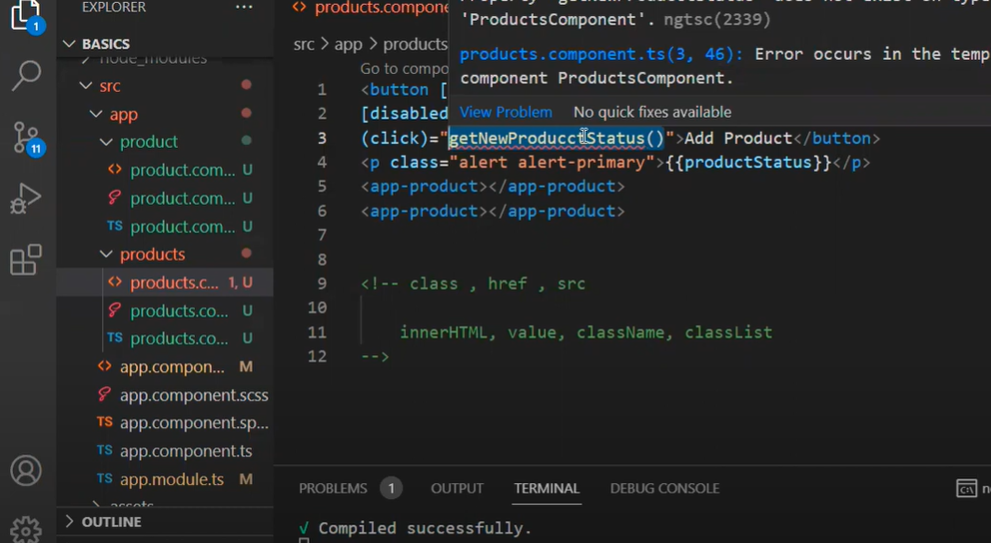 EXPLORER ...
products.compone
Property does not exist on
'ProductsComponent'. ngtsc(2339)
1
BASICS
src > app > products
products.component.ts(3, 46): Error occurs in the temp
node_modules
Go to compo
component ProductsComponent.
src
1 <button [
View Problem No quick fixes available
app
2 [disabled
product
3 (click)="getNewProducctStatus()">Add Product</button>
11
product.com... U
4 <p class="alert alert-primary">{{productStatus}}</p>
product.com... U
5 <app-product></app-product>
TS product.com... U
6 <app-product></app-product>
products
7
8
products.c... 1, U
9 <!-- class , href , src
products.co... U
10
TS products.co... U
11 innerHTML, value, className, classList
12 -->
app.compon... M
app.component.scss
TS app.component.sp...
TS app.component.ts
TS app.module.ts M
assets
PROBLEMS 1 OUTPUT TERMINAL DEBUG CONSOLE
OUTLINE
✓ Compiled successfully.